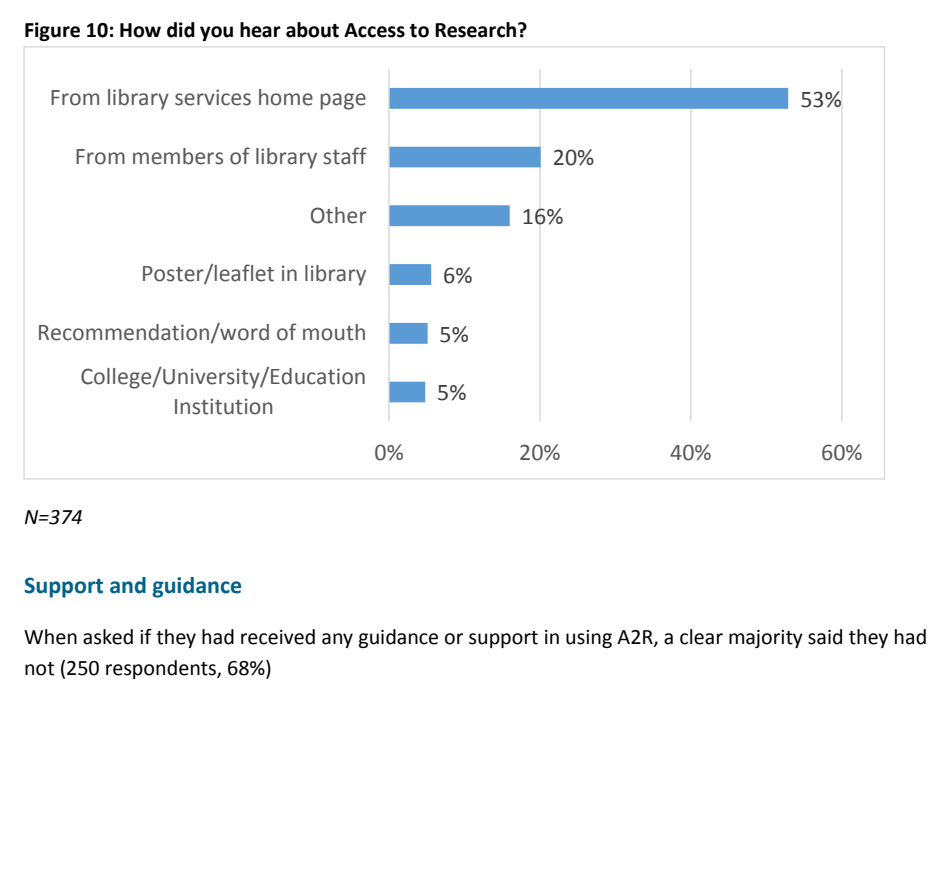 Figure 10: How did you hear about Access to Research?
From library services home page
53%
From members of library staff
20%
Other
16%
Poster/leaflet in library
6%
Recommendation/word of mouth
5%
College/University/Education
Institution
5%
0%
20%
40%
60%
N=374
Support and guidance
When asked if they had received any guidance or support in using A2R, a clear majority said they had
not (250 respondents, 68%)